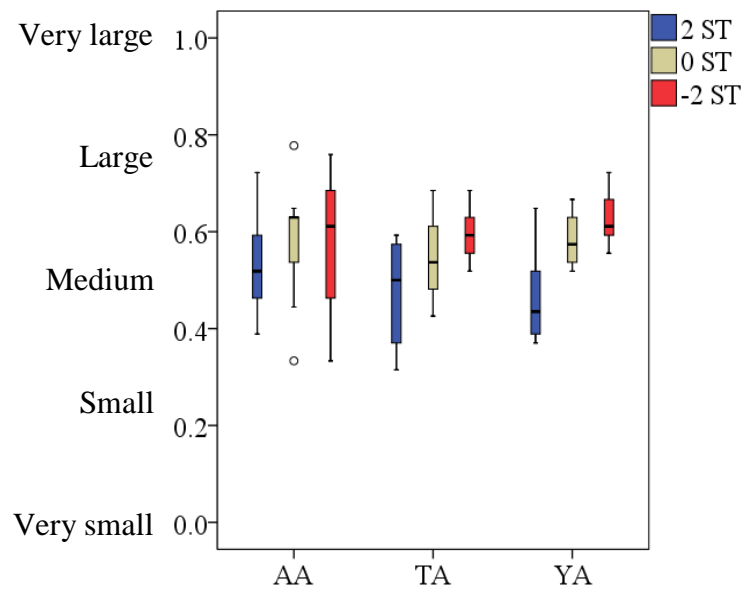 Very large
1.0
2 ST
0 ST
-2 ST
0.8
Large
0.6
Medium
0.4
Small
0.2
Very small
0.0
AA TA YA